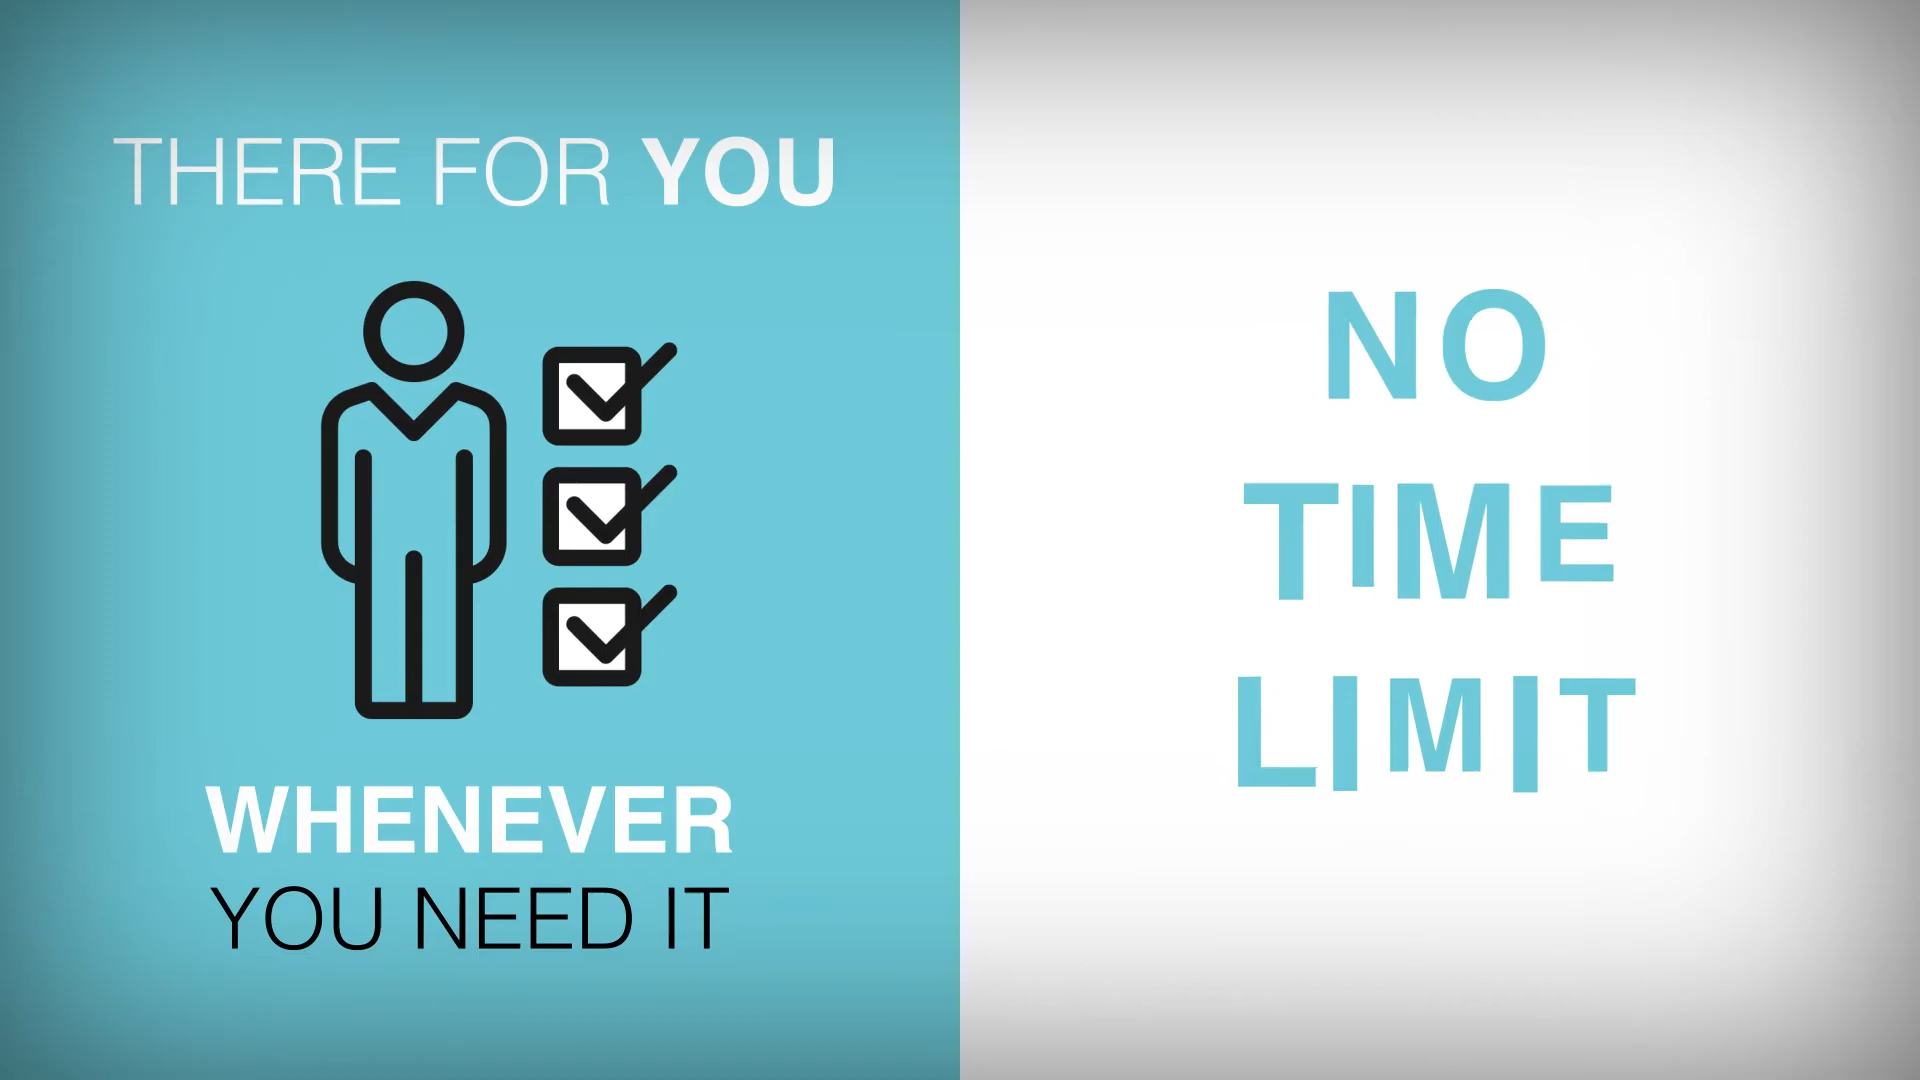 THERE FOR YOU
WHENEVER
YOU NEED IT
NO
TIME
LIMIT